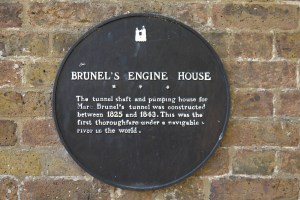 BRUNEL'S ENGINE HOUSE
The tunnel shaft and pumping house for
Marc Brunel's tunnel was constructed
between 1825 and 1843. This was the
first thoroughfare under a navigable
river in the world.